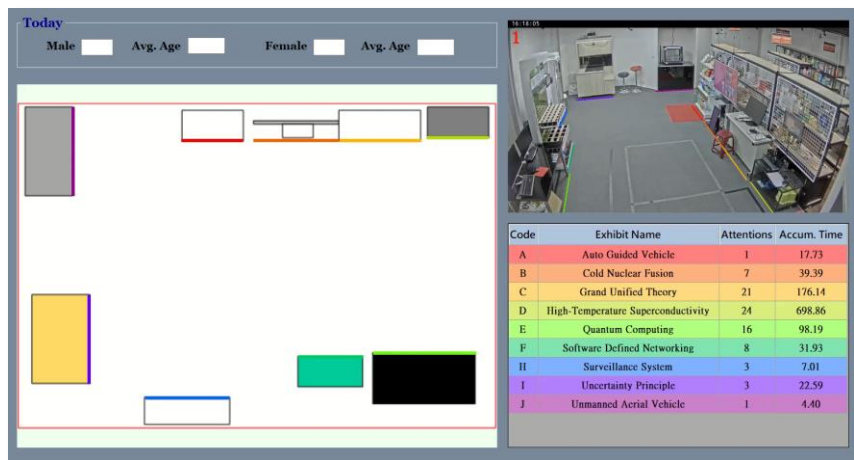 Today
Male Avg. Age Female Avg. Age
16:18:05
1
Code Exhibit Name Attentions Accum. Time
A Auto Guided Vehicle 1 17.73
B Cold Nuclear Fusion 7 39.39
C Grand Unified Theory 21 176.14
D High-Temperature Superconductivity 24 698.86
E Quantum Computing 16 98.19
F Software Defined Networking 8 31.93
H Surveillance System 3 7.01
I Uncertainty Principle 3 22.59
J Unmanned Aerial Vehicle 1 4.40